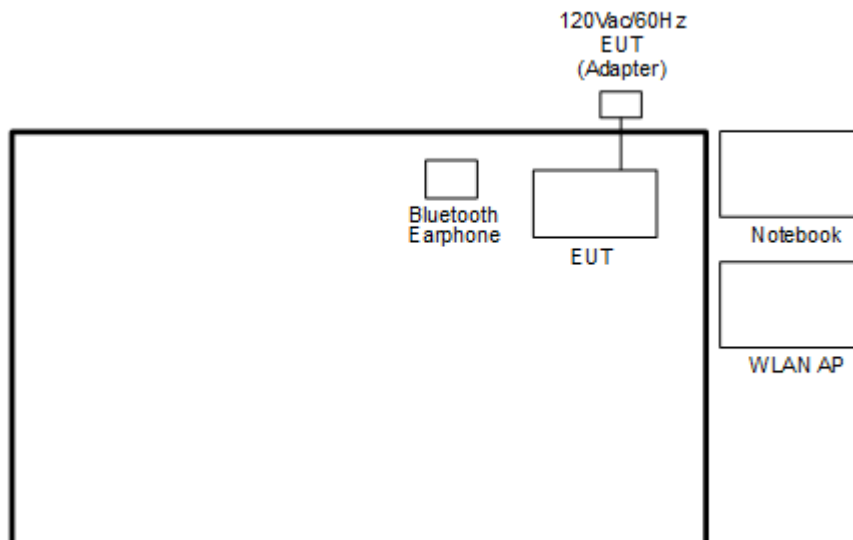 120Vac/60Hz
EUT
(Adapter)
Bluetooth
Earphone
EUT
Notebook
WLAN AP